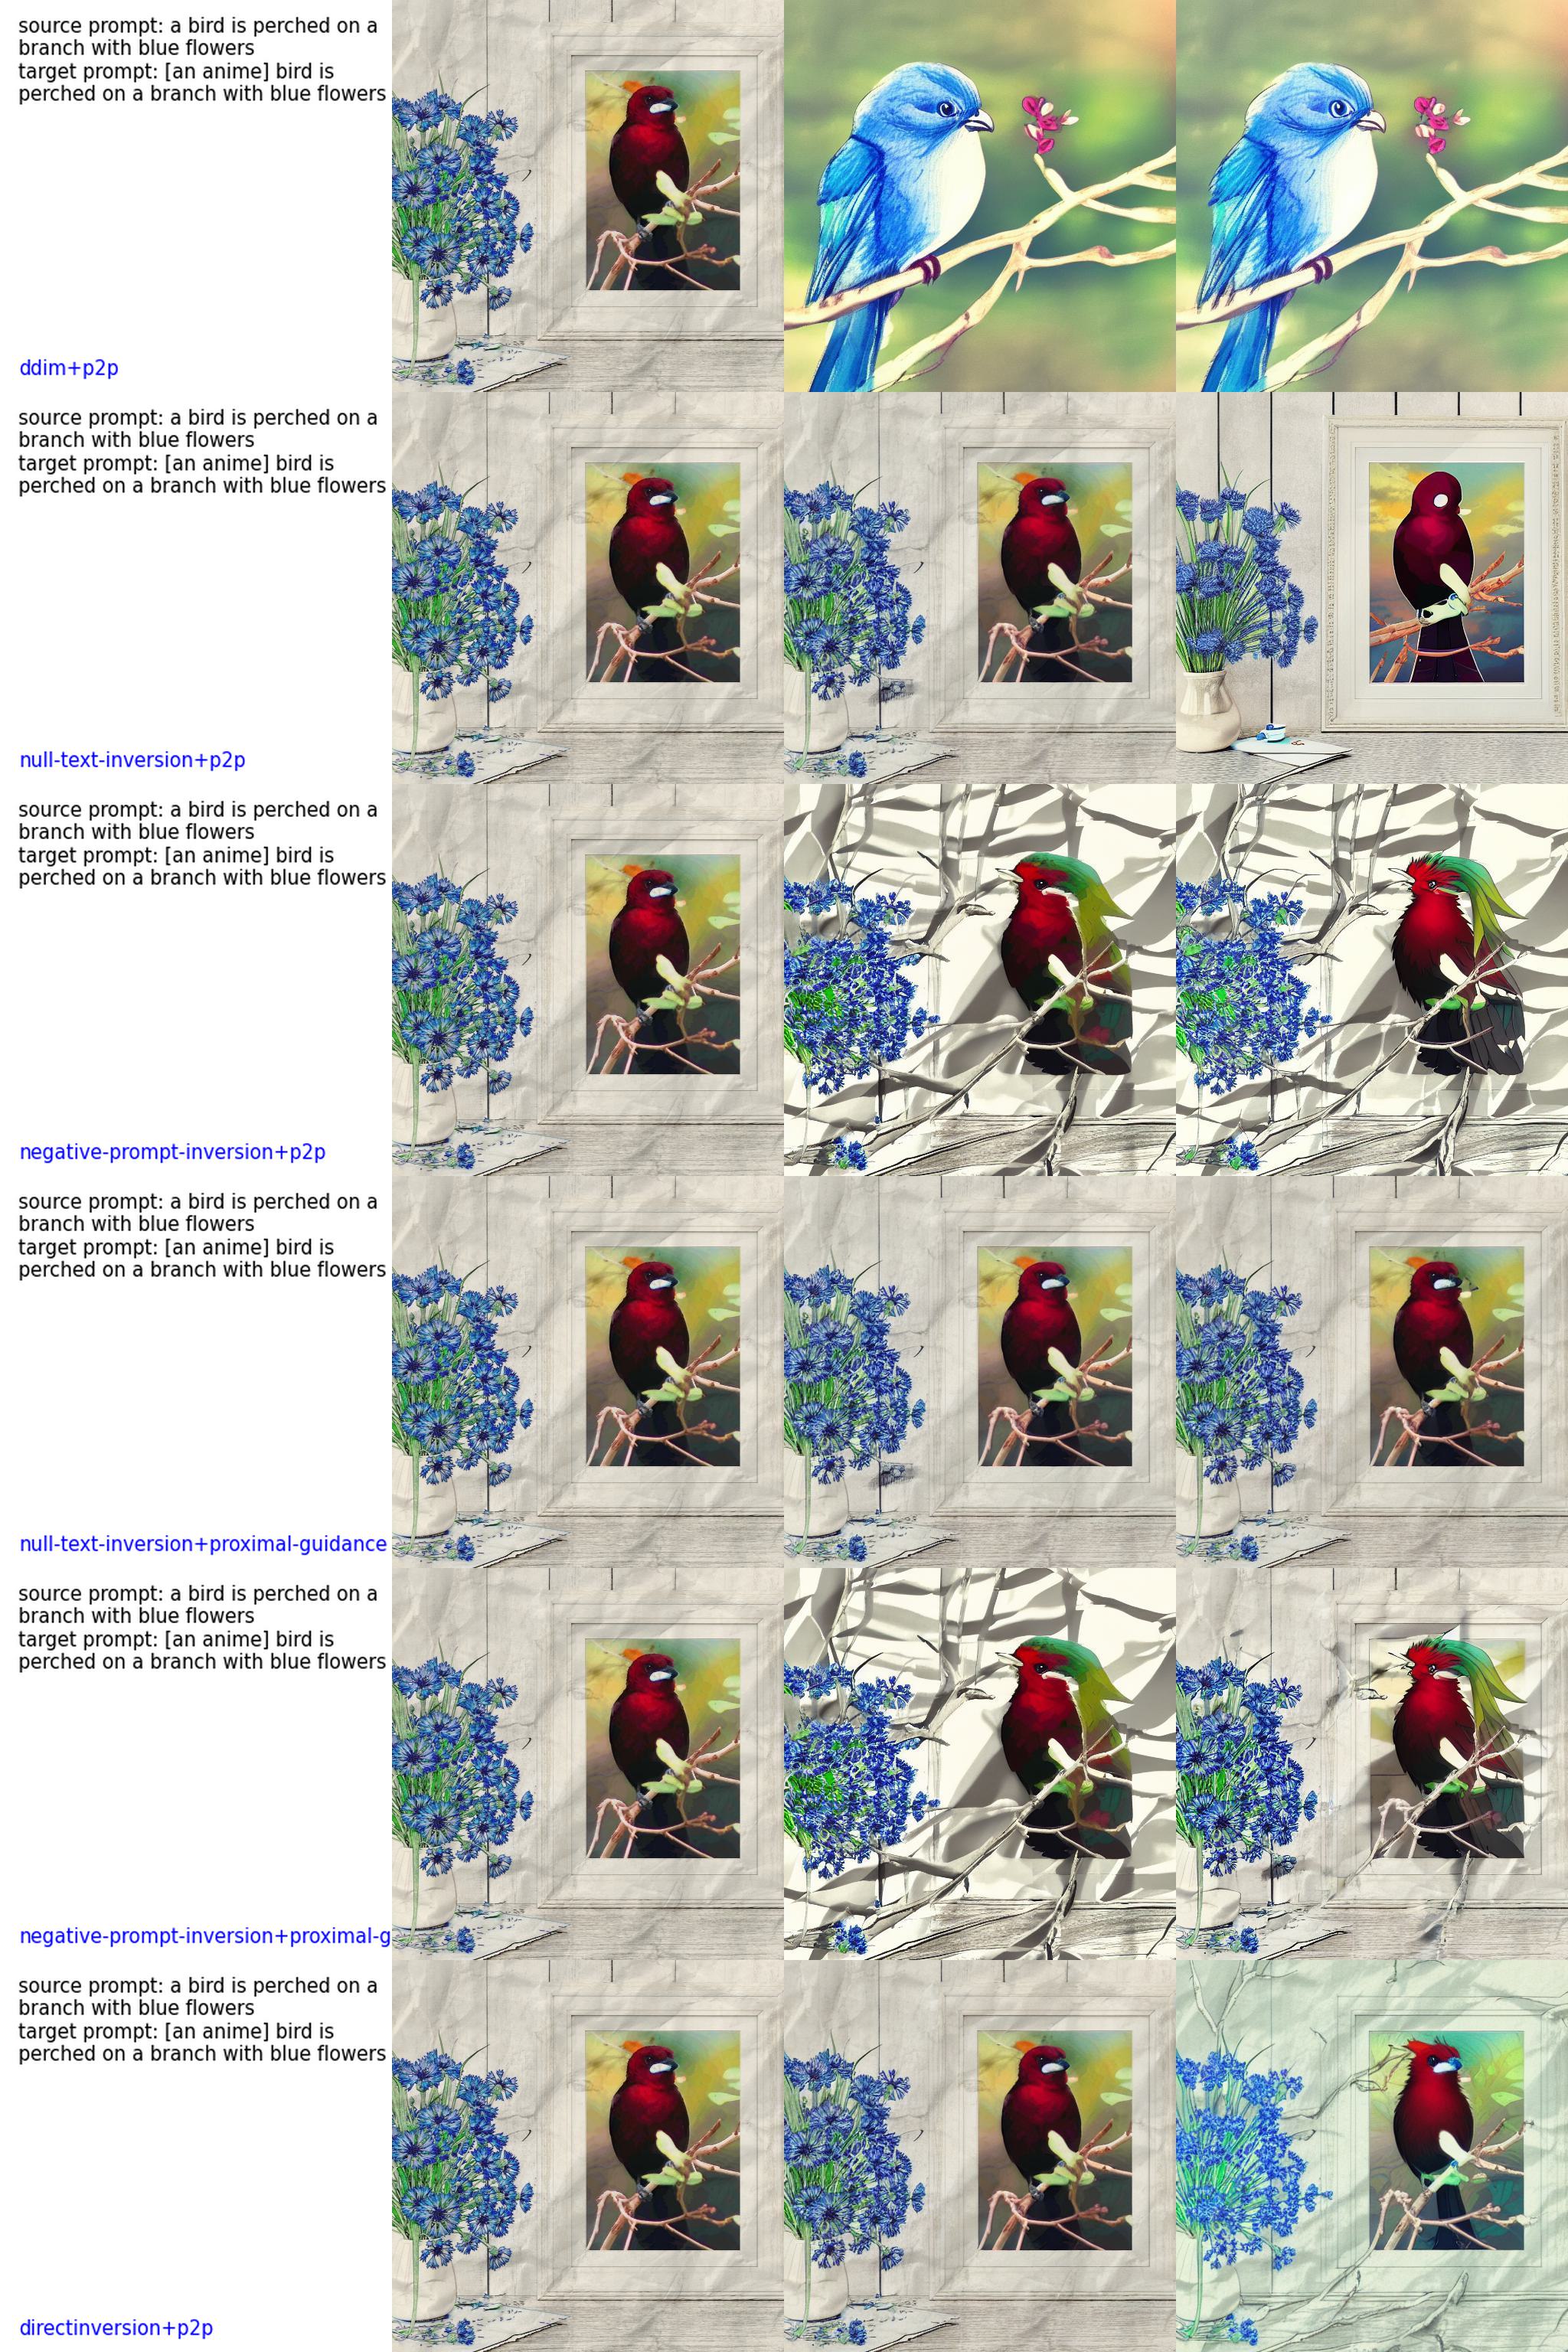 source prompt: a bird is perched on a
branch with blue flowers
target prompt: [an anime] bird is
perched on a branch with blue flowers
ddim+p2p
source prompt: a bird is perched on a
branch with blue flowers
target prompt: [an anime] bird is
perched on a branch with blue flowers
null-text-inversion+p2p
source prompt: a bird is perched on a
branch with blue flowers
target prompt: [an anime] bird is
perched on a branch with blue flowers
negative-prompt-inversion+p2p
source prompt: a bird is perched on a
branch with blue flowers
target prompt: [an anime] bird is
perched on a branch with blue flowers
null-text-inversion+proximal-guidance
source prompt: a bird is perched on a
branch with blue flowers
target prompt: [an anime] bird is
perched on a branch with blue flowers
negative-prompt-inversion+proximal-g
source prompt: a bird is perched on a
branch with blue flowers
target prompt: [an anime] bird is
perched on a branch with blue flowers
directinversion+p2p